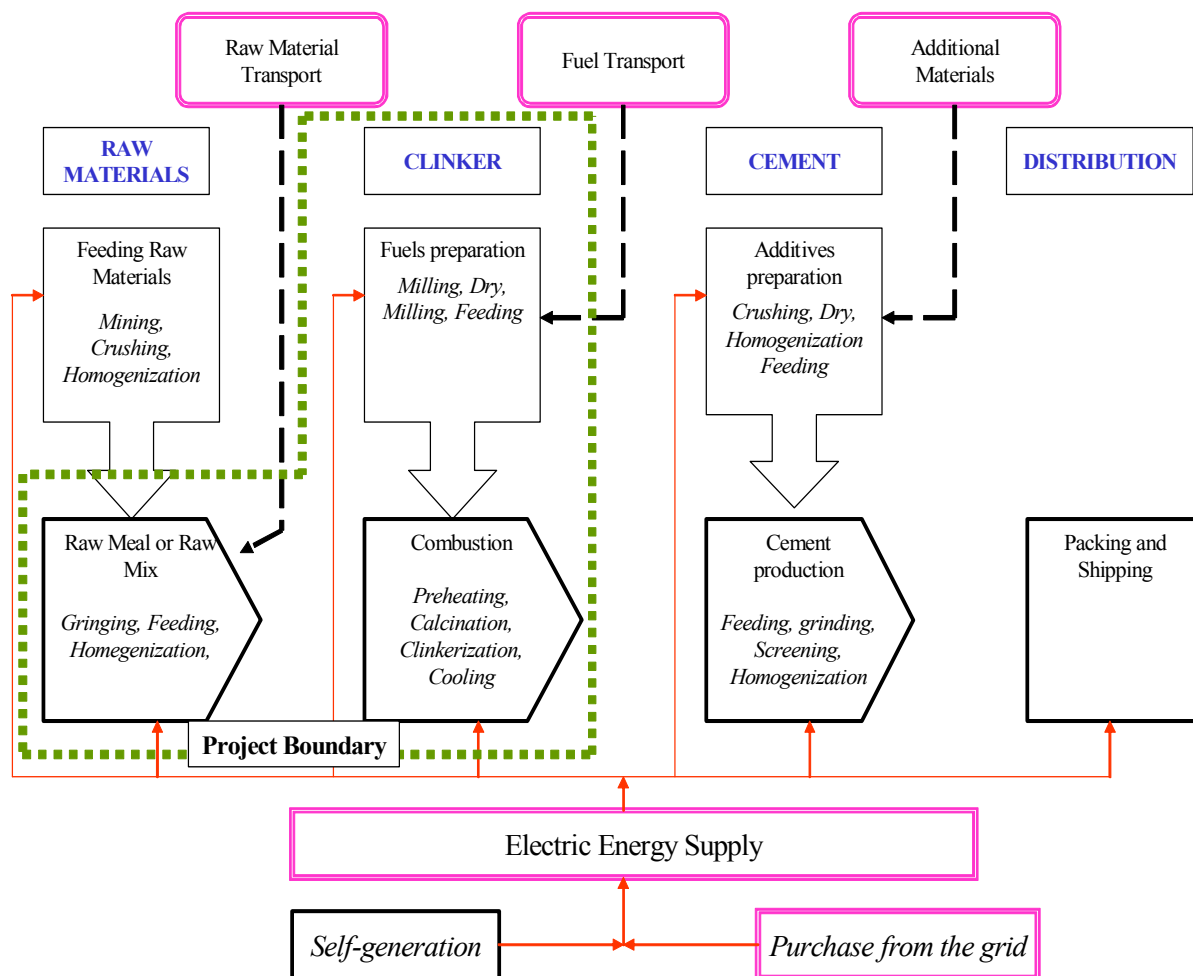 Raw Material
Transport
Fuel Transport
Additional
Materials
RAW
MATERIALS
CLINKER
CEMENT
DISTRIBUTION
Feeding Raw
Materials
Mining,
Crushing,
Homogenization
Fuels preparation
Milling, Dry,
Milling, Feeding
Additives
preparation
Crushing, Dry,
Homogenization
Feeding
Raw Meal or Raw
Mix
Gringing, Feeding,
Homegenization,
Combustion
Preheating,
Calcination,
Clinkerization,
Cooling
Cement
production
Feeding, grinding,
Screening,
Homogenization
Packing and
Shipping
Project Boundary
Electric Energy Supply
Self-generation
Purchase from the grid